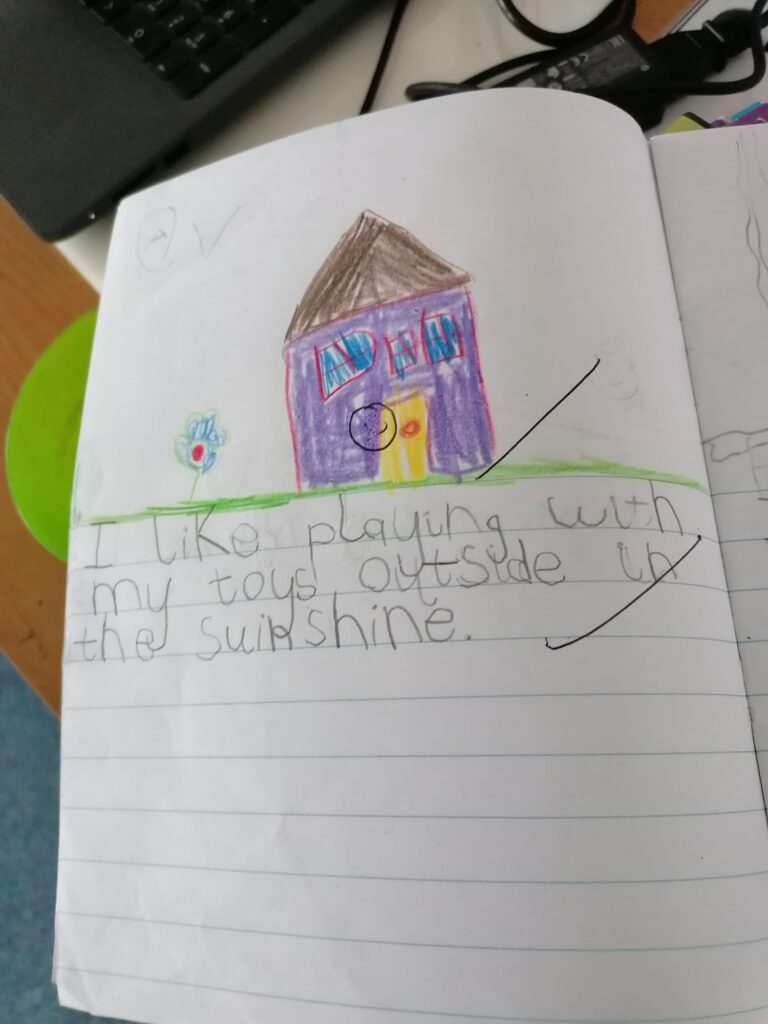 I like playing with
my toys outside in
the sunshine.